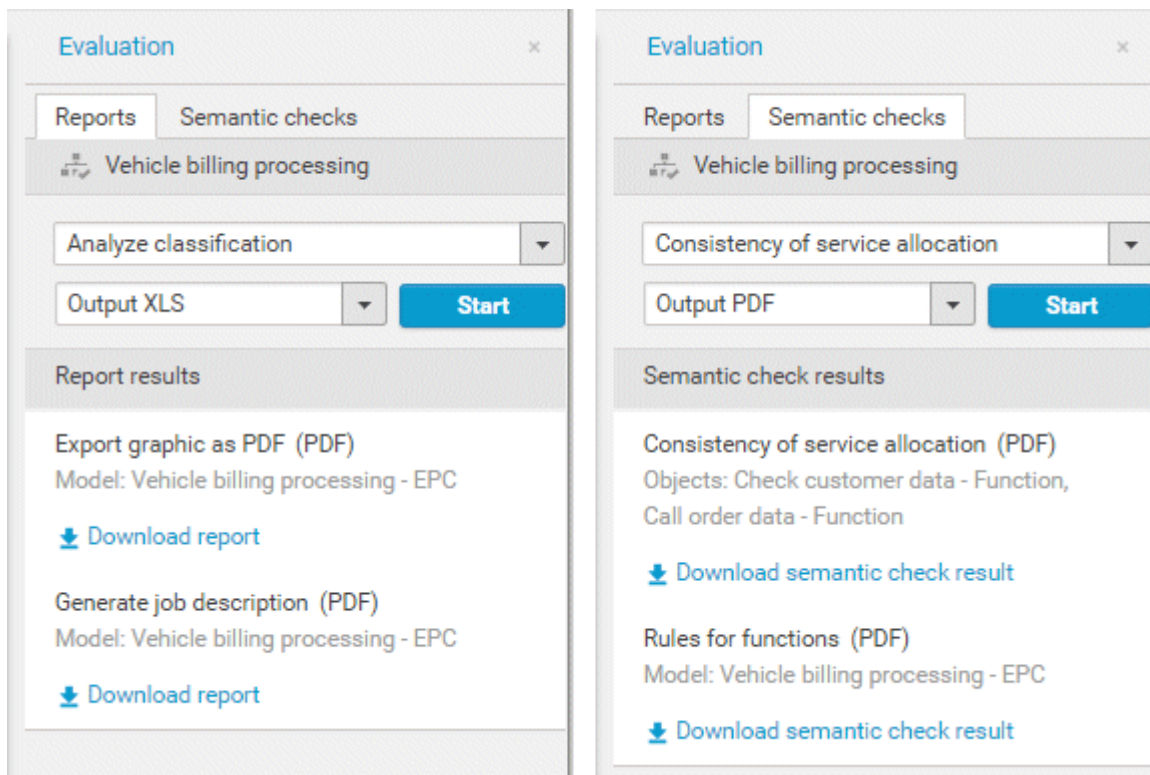 Evaluation
Reports Semantic checks
Vehicle billing processing
Analyze classification
Output XLS Start
Report results
Export graphic as PDF (PDF)
Model: Vehicle billing processing - EPC
Download report
Generate job description (PDF)
Model: Vehicle billing processing - EPC
Download report
Evaluation
Reports Semantic checks
Vehicle billing processing
Consistency of service allocation
Output PDF Start
Semantic check results
Consistency of service allocation (PDF)
Objects: Check customer data - Function,
Call order data - Function
Download semantic check result
Rules for functions (PDF)
Model: Vehicle billing processing - EPC
Download semantic check result